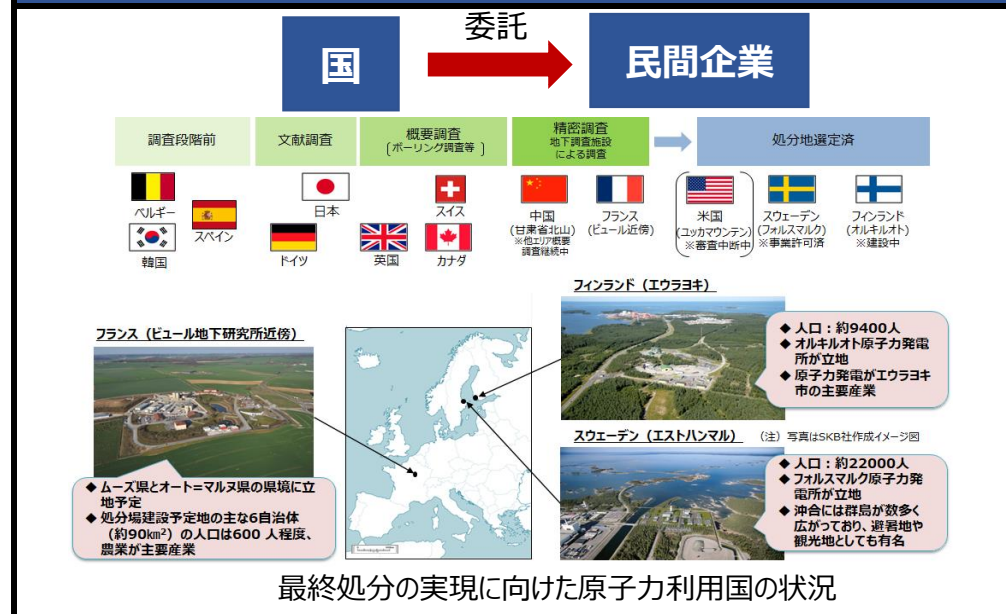 委託
国
民間企業
調査段階前
文献調査
概要調査
(ボーリング調査等 )
精密調査
地下調査施設
による調査
処分地選定済
ベルギー
スペイン
韓国
日本
ドイツ
スイス
英国
カナダ
中国
(甘粛省北山)
※他エリア概要
調査継続中
フランス
(ビュール近傍)
米国
(ユッカマウンテン)
※審査中断中
スウェーデン
(フォルスマルク)
※事業許可済
フィンランド
(オルキルオト)
※建設中
フィンランド(エウラヨキ)
◆ 人口:約9400人
◆ オルキルオト原子力発電
所が立地
◆ 原子力発電がエウラヨキ
市の主要産業
フランス(ビュール地下研究所近傍)
◆ ムーズ県とオート=マルヌ県の県境に立
地予定
◆ 処分場建設予定地の主な6自治体
(約90km²)の人口は600 人程度、
農業が主要産業
スウェーデン(エストハンマル) (注)写真はSKB社作成イメージ図
◆ 人口:約22000人
◆ フォルスマルク原子力発
電所が立地
◆ 沖合には群島が数多く
広がっており、避暑地や
観光地としても有名
最終処分の実現に向けた原子力利用国の状況